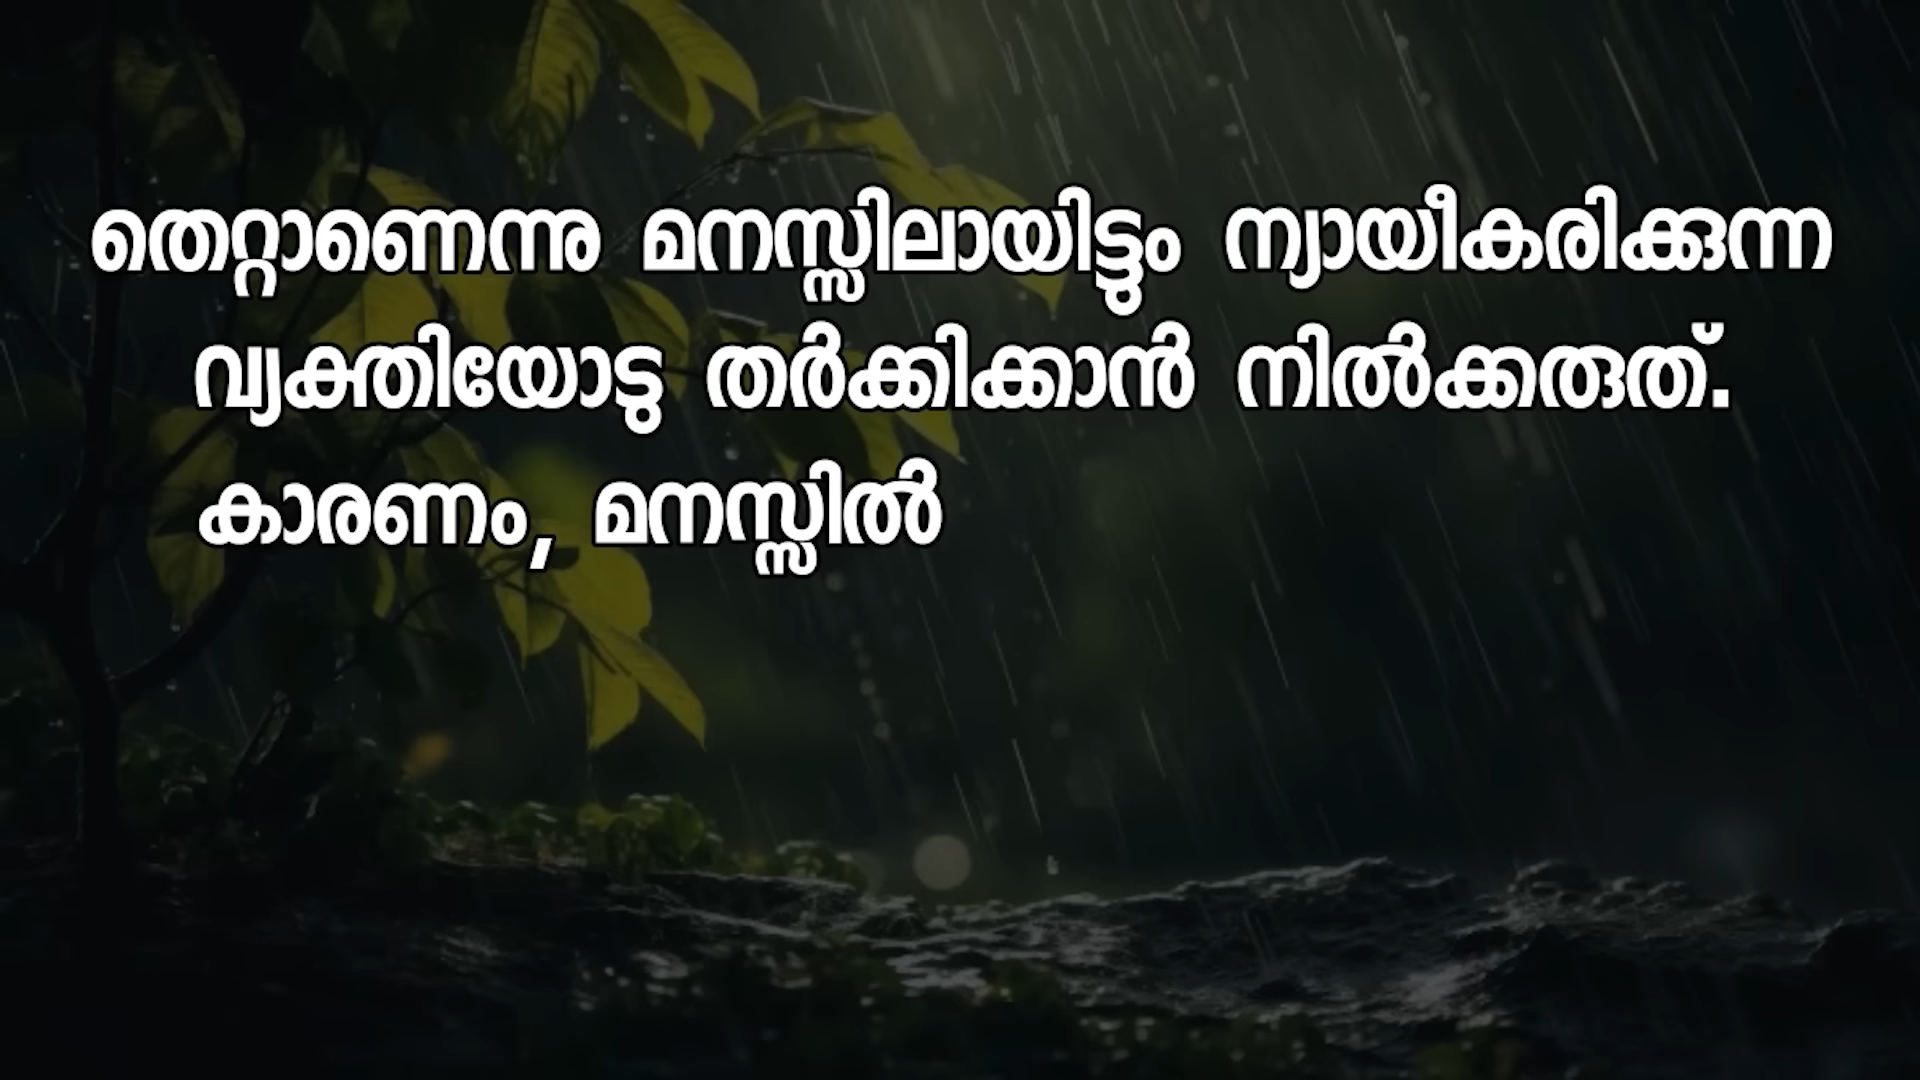 തെറ്റാണെന്നു മനസ്സിലായിട്ടും ന്യായീകരിക്കുന്ന
വ്യക്തിയോടു തർക്കിക്കാൻ നിൽക്കരുത്.
കാരണം, മനസ്സിൽ